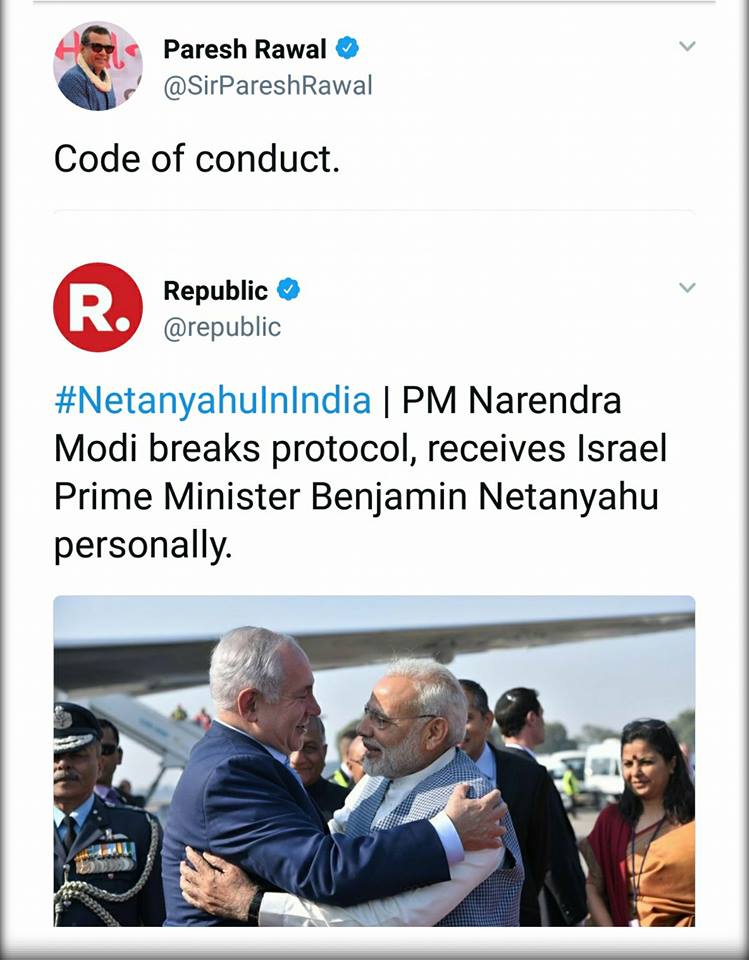 Paresh Rawal
@SirPareshRawal
Code of conduct.
R.
Republic
@republic
#NetanyahuInIndia | PM Narendra
Modi breaks protocol, receives Israel
Prime Minister Benjamin Netanyahu
personally.